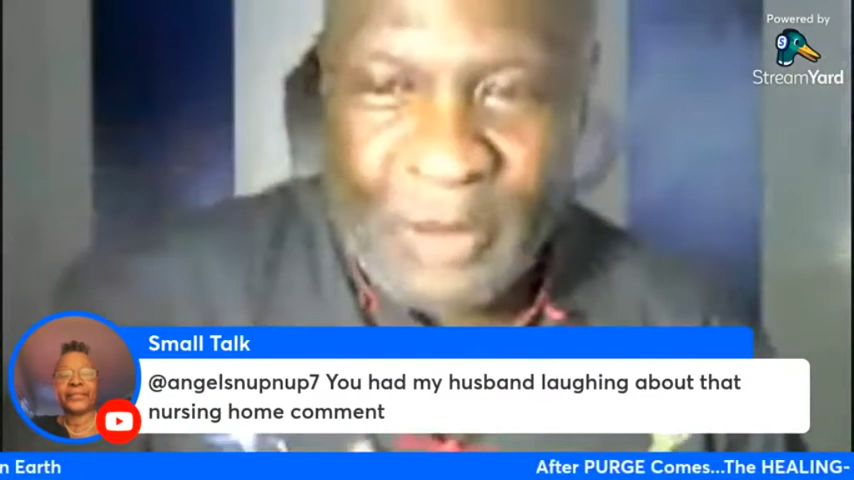 Powered by
StreamYard
Small Talk
@angelsnupnup7 You had my husband laughing about that
nursing home comment
n Earth
After PURGE Comes...The HEALING-